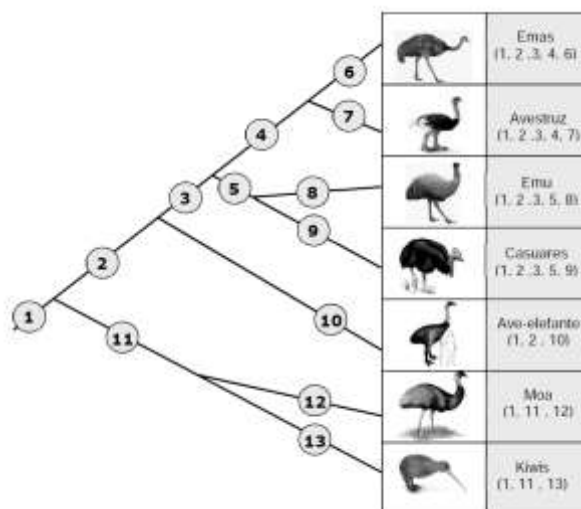 Emas
(1, 2 ,3, 4, 6)
Avestruz
(1, 2 ,3, 4, 7)
Emu
(1, 2 ,3, 5, 8)
Casuares
(1, 2 ,3, 5, 9)
Ave-elefante
(1, 2 , 10)
Moa
(1, 11 , 12)
Kiwis
(1, 11 , 13)
6
7
4
5
8
3
9
2
1
10
11
12
13